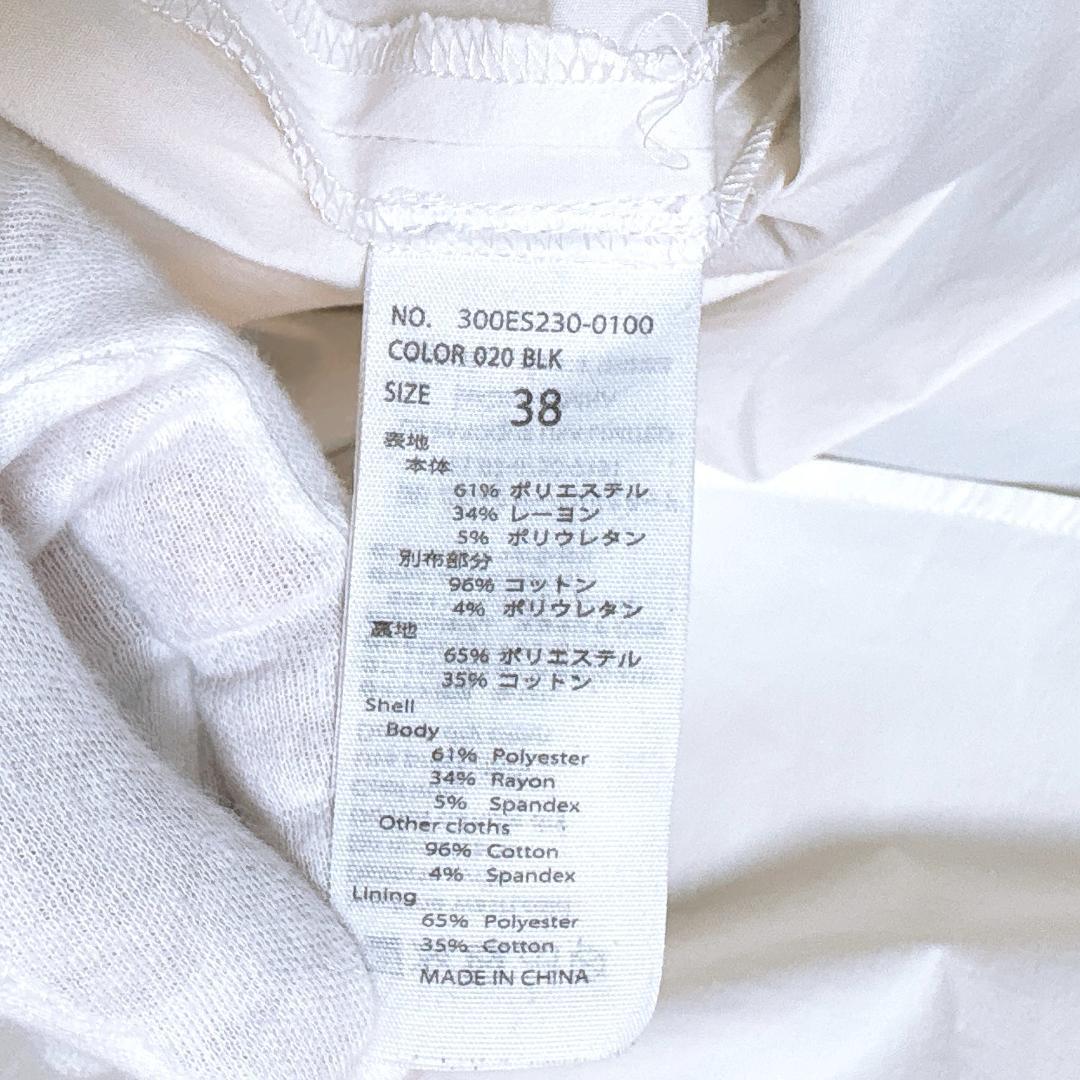 NO. 300ES230-0100
COLOR 020 BLK
SIZE 38
表地
本体
61% ポリエステル
34% レーヨン
5% ポリウレタン
別布部分
96% コットン
4% ポリウレタン
裏地
65% ポリエステル
35% コットン
Shell
Body
61% Polyester
34% Rayon
5% Spandex
Other cloths
96% Cotton
4% Spandex
Lining
65% Polyester
35% Cotton
MADE IN CHINA